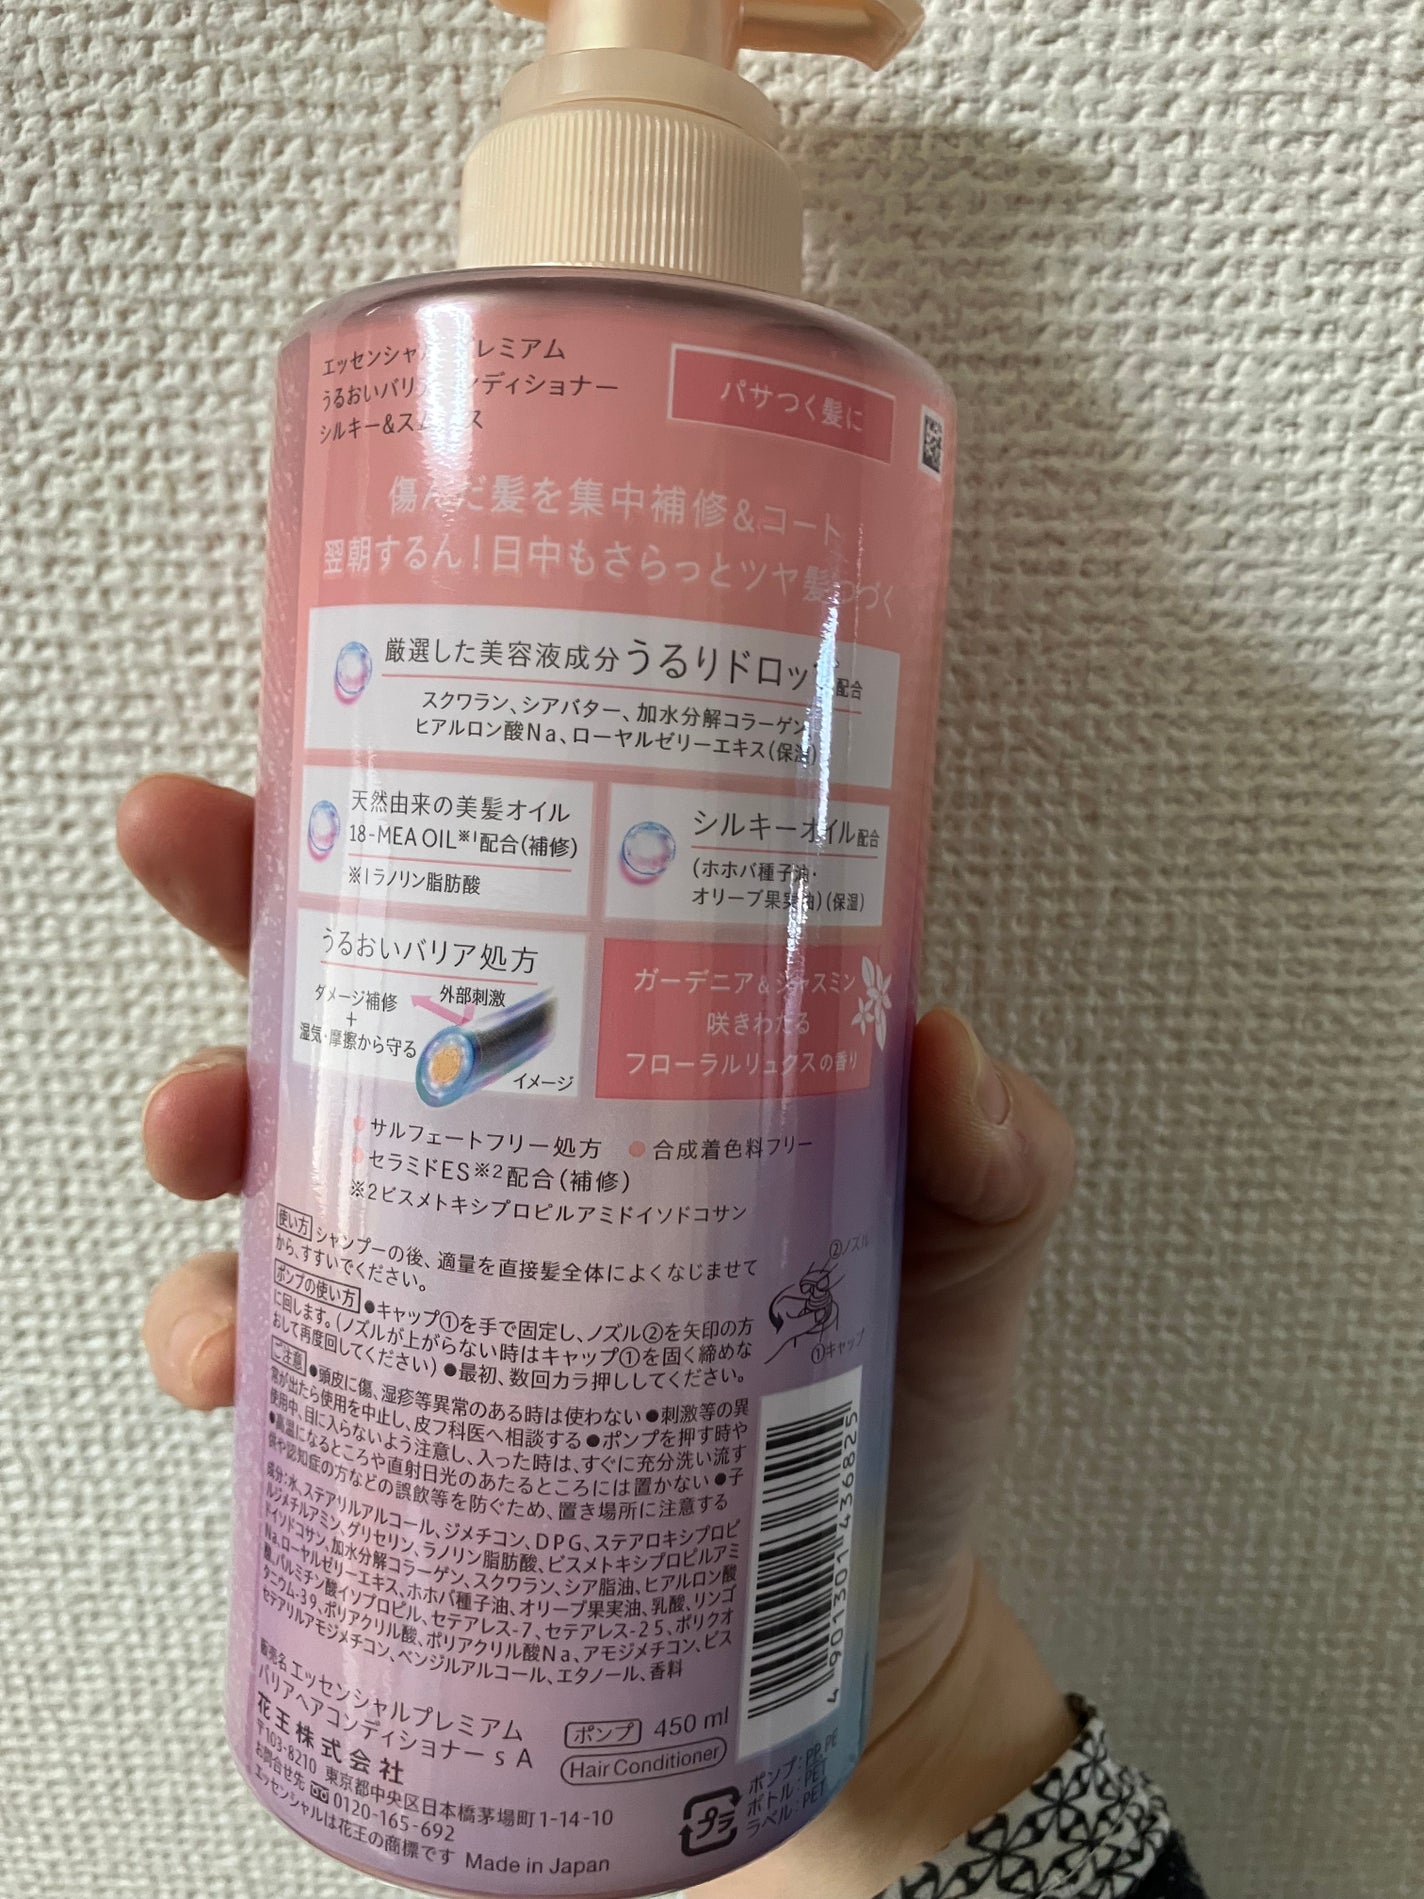 エッセンシャル プレミアム
うるおいバリア コンディショナー
シルキー&スムース
パサつく髪に
傷んだ髪を集中補修&コート
翌朝するん!日中もさらっとツヤ髪つづく
厳選した美容液成分うるりドロップ配合
スクワラン、シアバター、加水分解コラーゲン、
ヒアルロン酸Na、ローヤルゼリーエキス(保湿)
天然由来の美髪オイル
18-MEA OIL※1配合(補修)
※1ラノリン脂肪酸
シルキーオイル配合
(ホホバ種子油・
オリーブ果実油)(保湿)
うるおいバリア処方
ダメージ補修
+
湿気・摩擦から守る
外部刺激
イメージ
ガーデニア&ジャスミン
咲きわたる
フローラルリュクスの香り
サルフェートフリー処方 ●合成着色料フリー
セラミドES※2配合(補修)
※2ビスメトキシプロピルアミドイソドコサン
使い方 シャンプーの後、適量を直接髪全体によくなじませて
から、すすいでください。
ポンプの使い方 ●キャップ①を手で固定し、ノズル②を矢印の方
に回します。(ノズルが上がらない時はキャップ①を固く締めな
おして再度回してください) ●最初、数回カラ押ししてください。
②ノズル
①キャップ
ご注意 ●頭皮に傷、湿疹等異常のある時は使わない ●刺激等の異
常が出たら使用を中止し、皮フ科医へ相談する ●ポンプを押す時や
使用中、目に入らないよう注意し、入った時は、すぐに充分洗い流す
●高温になるところや直射日光のあたるところには置かない ●子
供や認知症の方などの誤飲等を防ぐため、置き場所に注意する
成分:水、ステアリルアルコール、ジメチコン、DPG、ステアロキシプロピ
ルジメチルアミン、グリセリン、ラノリン脂肪酸、ビスメトキシプロピルアミ
ドイソドコサン、加水分解コラーゲン、スクワラン、シア脂油、ヒアルロン酸
Na、ローヤルゼリーエキス、ホホバ種子油、オリーブ果実油、乳酸、リンゴ
酸、パルミチン酸イソプロピル、セテアレス-7、セテアレス-25、ポリクオ
タニウム-39、ポリアクリル酸、ポリアクリル酸Na、アモジメチコン、ビス
セテアリルアモジメチコン、ベンジルアルコール、エタノール、香料
販売名 エッセンシャルプレミアム
バリアヘアコンディショナー s A
花王株式会社
〒103-8210 東京都中央区日本橋茅場町1-14-10
お問合せ先 0120-165-692
エッセンシャルは花王の商標です Made in Japan
ポンプ 450 ml
Hair Conditioner
4 901301 436825
プラ
ポンプ:PP,PE
ボトル:PET
ラベル:PET